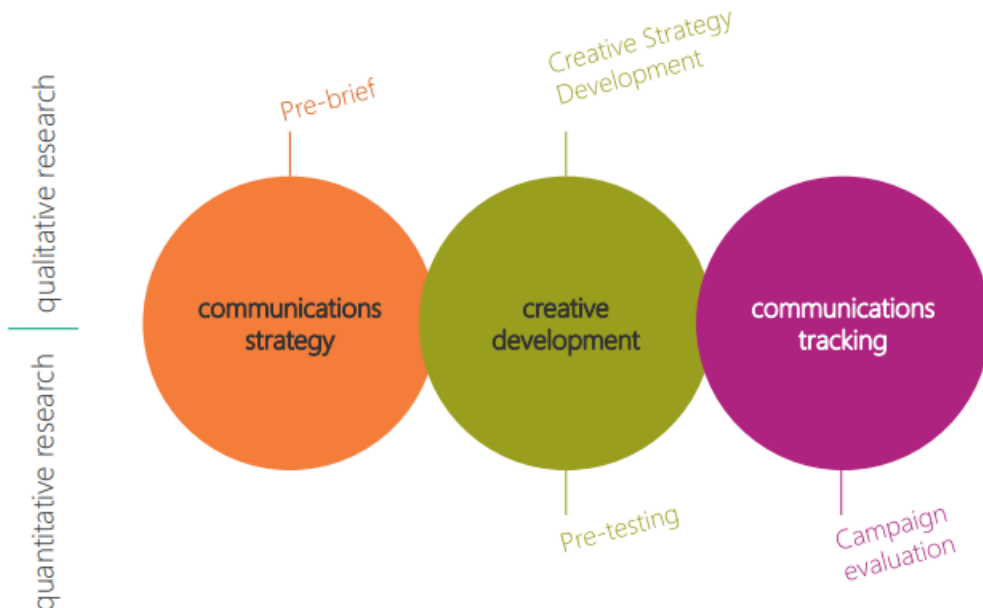 Creative Strategy
Development
Pre-brief
qualitative research
communications
strategy
creative
development
communications
tracking
quantitative research
Pre-testing
Campaign
evaluation